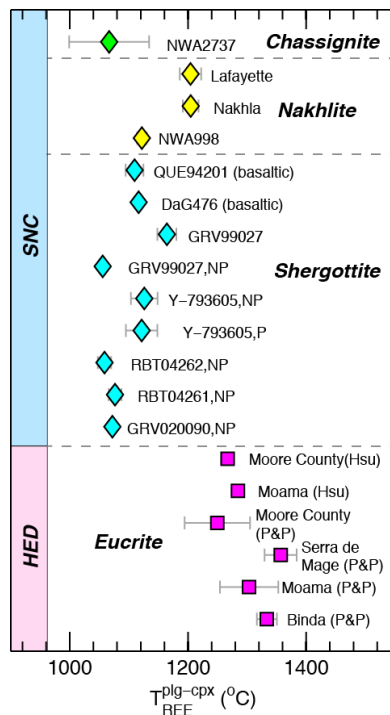 Chassignite
NWA2737
Lafayette
Nakhla
Nakhlite
NWA998
QUE94201 (basaltic)
DaG476 (basaltic)
GRV99027
GRV99027,NP
Shergottite
Y-793605,NP
Y-793605,P
RBT04262,NP
RBT04261,NP
GRV020090,NP
SNC
Moore County(Hsu)
Moama (Hsu)
Moore County
(P&P)
Eucrite
Serra de
Mage (P&P)
Moama (P&P)
Binda (P&P)
HED
1000 1200 1400
T plg-cpx REE (°C)